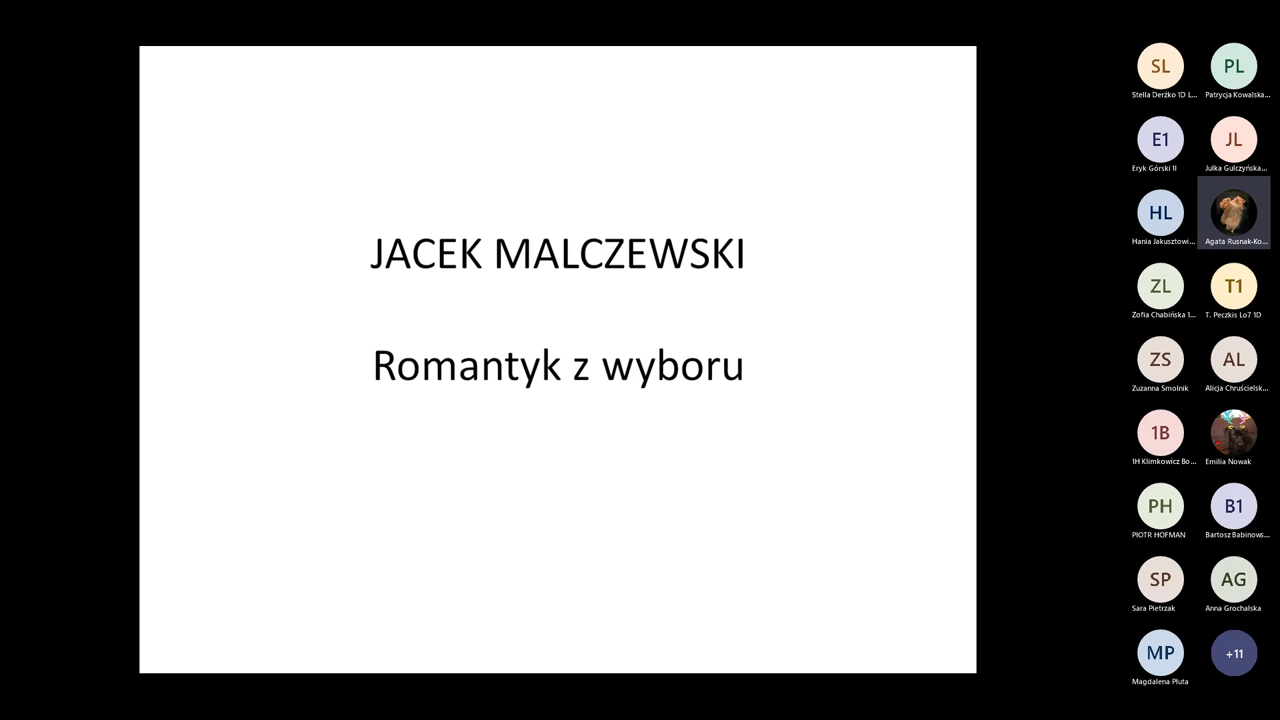 JACEK MALCZEWSKI
Romantyk z wyboru
SL
Stella Derżko 1D L...
PL
Patrycja Kowalska...
E1
Eryk Górski 1I
JL
Julka Gulczyńska...
HL
Hania Jakusztowi...
Agata Rusnak-Ko...
ZL
Zofia Chabińska 1...
T1
T. Peczkis Lo7 1D
ZS
Zuzanna Smolnik
AL
Alicja Chruścielsk...
1B
1H Klimkowicz Bo...
Emilia Nowak
PH
PIOTR HOFMAN
B1
Bartosz Babinows...
SP
Sara Pietrzak
AG
Anna Grochalska
MP
Magdalena Pluta
+11